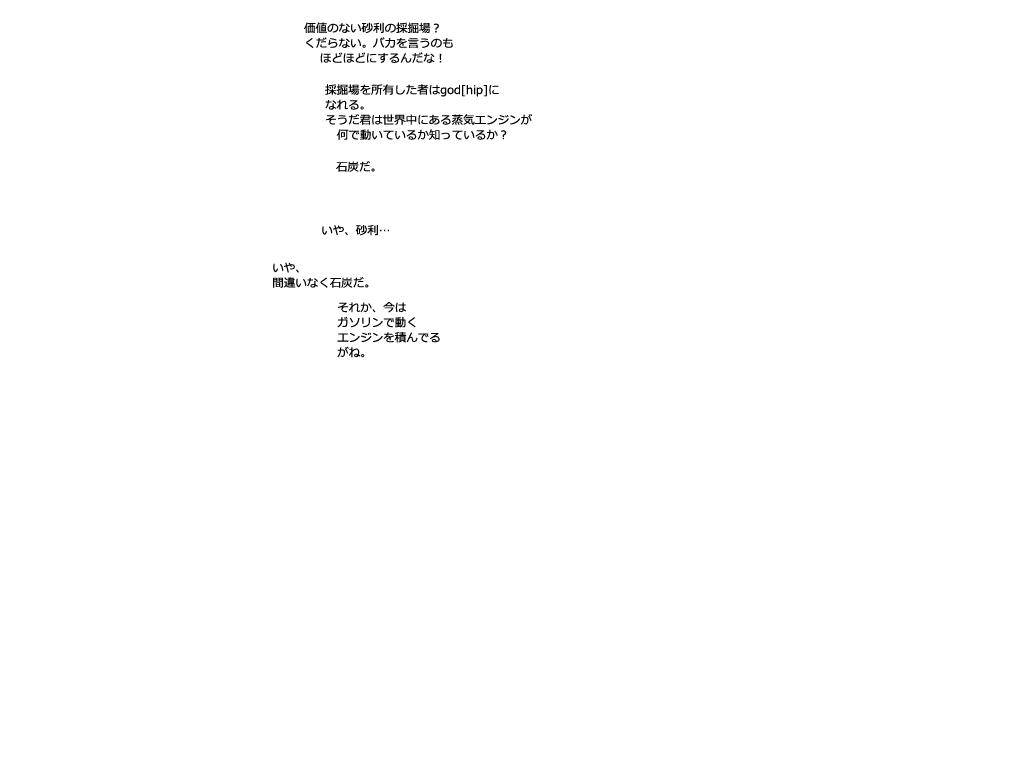 価値のない砂利の採掘場？
くだらない。バカを言うのも
ほどほどにするんだな！
採掘場を所有した者はgod[hip]に
なれる。
そうだ君は世界中にある蒸気エンジンが
何で動いているか知っているか？
石炭だ。
いや、砂利…
いや、
間違いなく石炭だ。
それか、今は
ガソリンで動く
エンジンを積んでる
がね。